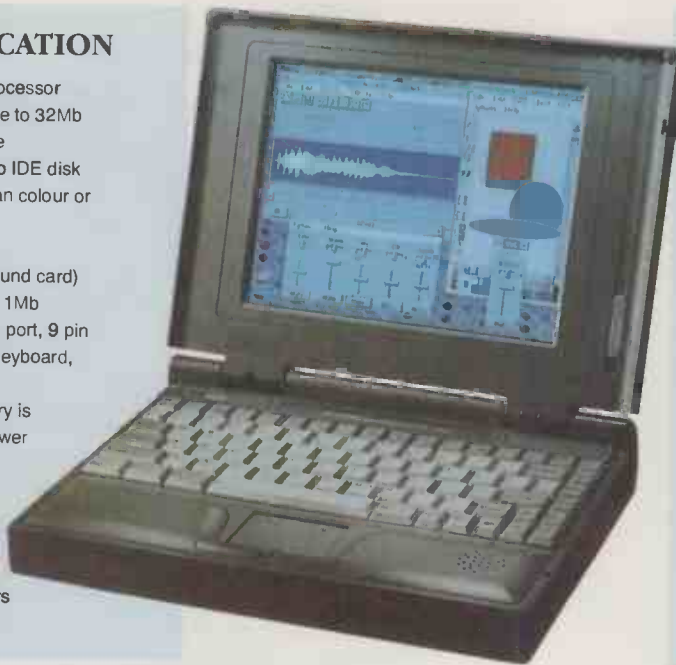 CATION
ocessor
e to 32Mb
e
o IDE disk
an colour or
und card)
1Mb
port, 9 pin
eyboard,
ry is
wer
rs